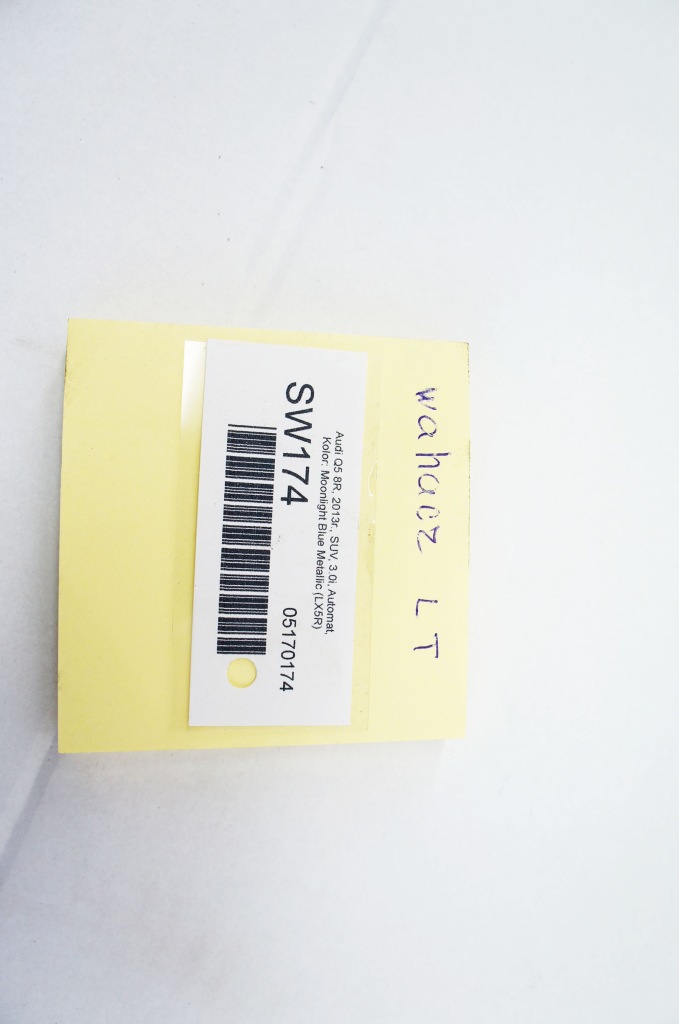 wahacz LT
Audi Q5 8R, 2013r., SUV, 3.0i, Automat,
Kolor: Moonlight Blue Metallic (LX5R)
SW174
05170174